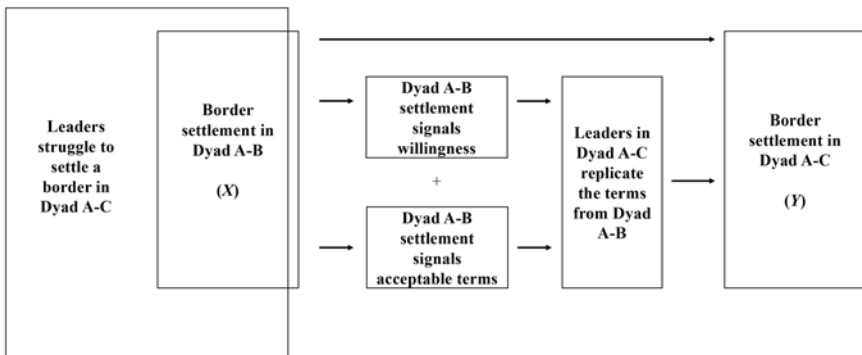 Leaders
struggle to
settle a
border in
Dyad A-C
Border
settlement in
Dyad A-B
(X)
Dyad A-B
settlement
signals
willingness
+
Dyad A-B
settlement
signals
acceptable terms
Leaders in
Dyad A-C
replicate
the terms
from Dyad
A-B
Border
settlement in
Dyad A-C
(Y)